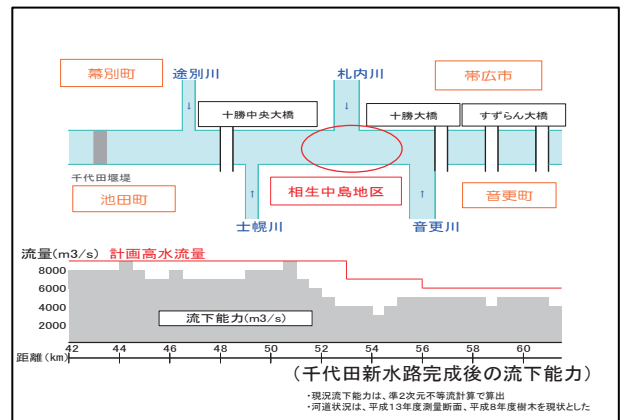 幕別町
途別川
札内川
帯広市
↓
↓
十勝中央大橋
十勝大橋
すずらん大橋
千代田堰堤
池田町
相生中島地区
音更町
↑
↑
士幌川
音更川
流量(m3/s) 計画高水流量
8000
6000
4000
2000
流下能力(m3/s)
42 44 46 48 50 52 54 56 58 60
距離(km)
(千代田新水路完成後の流下能力)
・現況流下能力は、準2次元不等流計算で算出
・河道状況は、平成13年度測量断面、平成8年度樹木を現状とした